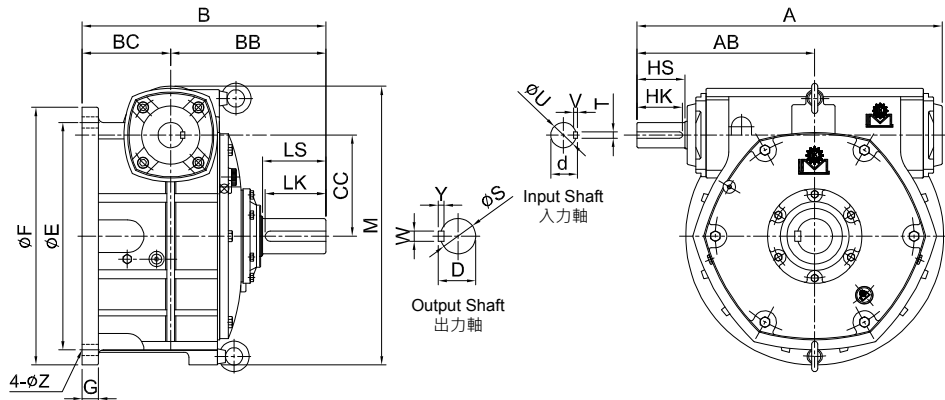 B
BC
BB
A
AB
HS
HK
ØU
V
T
d
Input Shaft
入力軸
LS
LK
CC
M
ØF
ØE
Y
ØS
W
D
Output Shaft
出力軸
4-ØZ
G